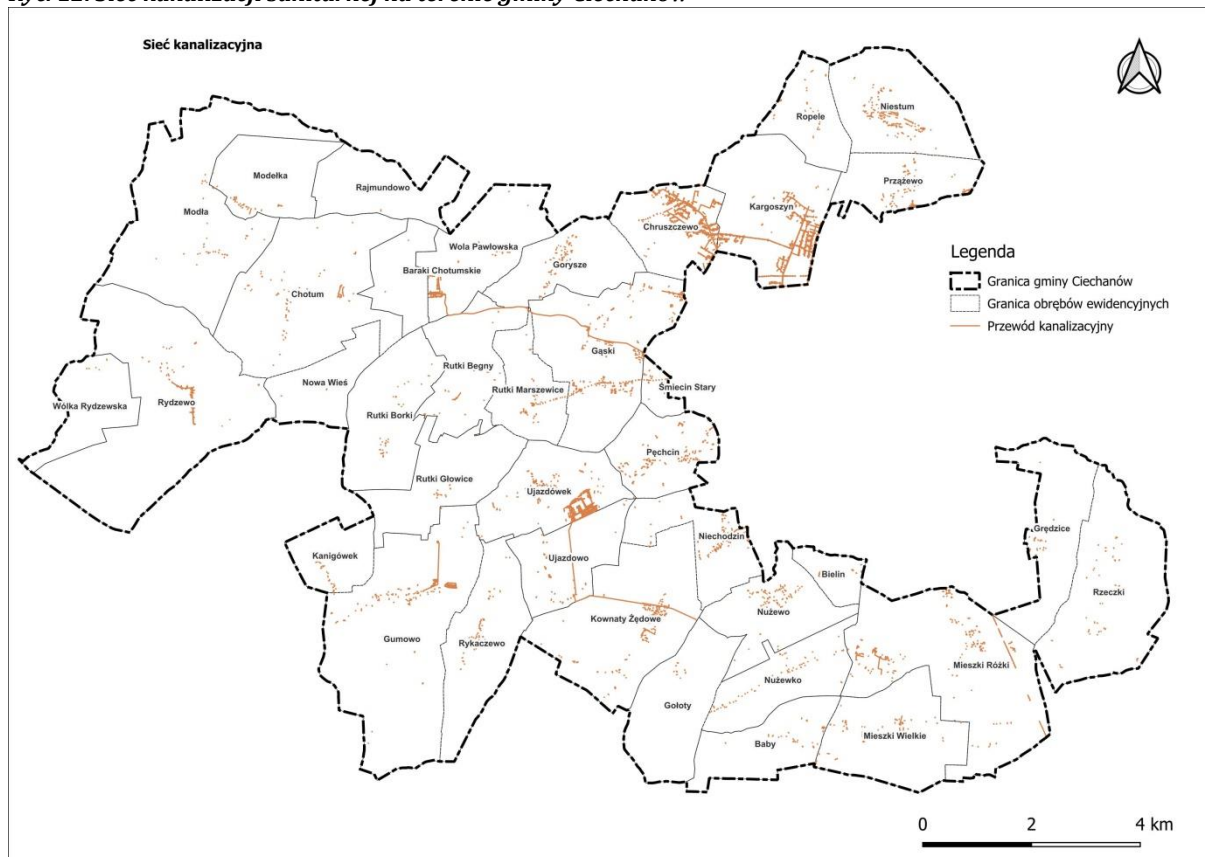 Sieć kanalizacyjna
Niestum
Ropele
Modełka
Przążewo
Rajmundowo
Kargoszyn
Modła
Chruszczewo
Wola Pawłowska
Legenda
Gorysze
Baraki Chotumskie
Granica gminy Ciechanów
Chotum
Granica obrębów ewidencyjnych
Przewód kanalizacyjny
Gąski
Rutki Begny
Nowa Wieś
Rutki Marszewice
Śmiecin Stary
Wólka Rydzewska
Rydzewo
Rutki Borki
Pęchcin
Rutki Głowice
Ujazdówek
Grędzice
Niechodzin
Kanigówek
Ujazdowo
Bielin
Rzeczki
Nużewo
Kownaty Żędowe
Gumowo
Rykaczewo
Mieszki Różki
Nużewko
Gołoty
Mieszki Wielkie
Baby
0 2 4 km